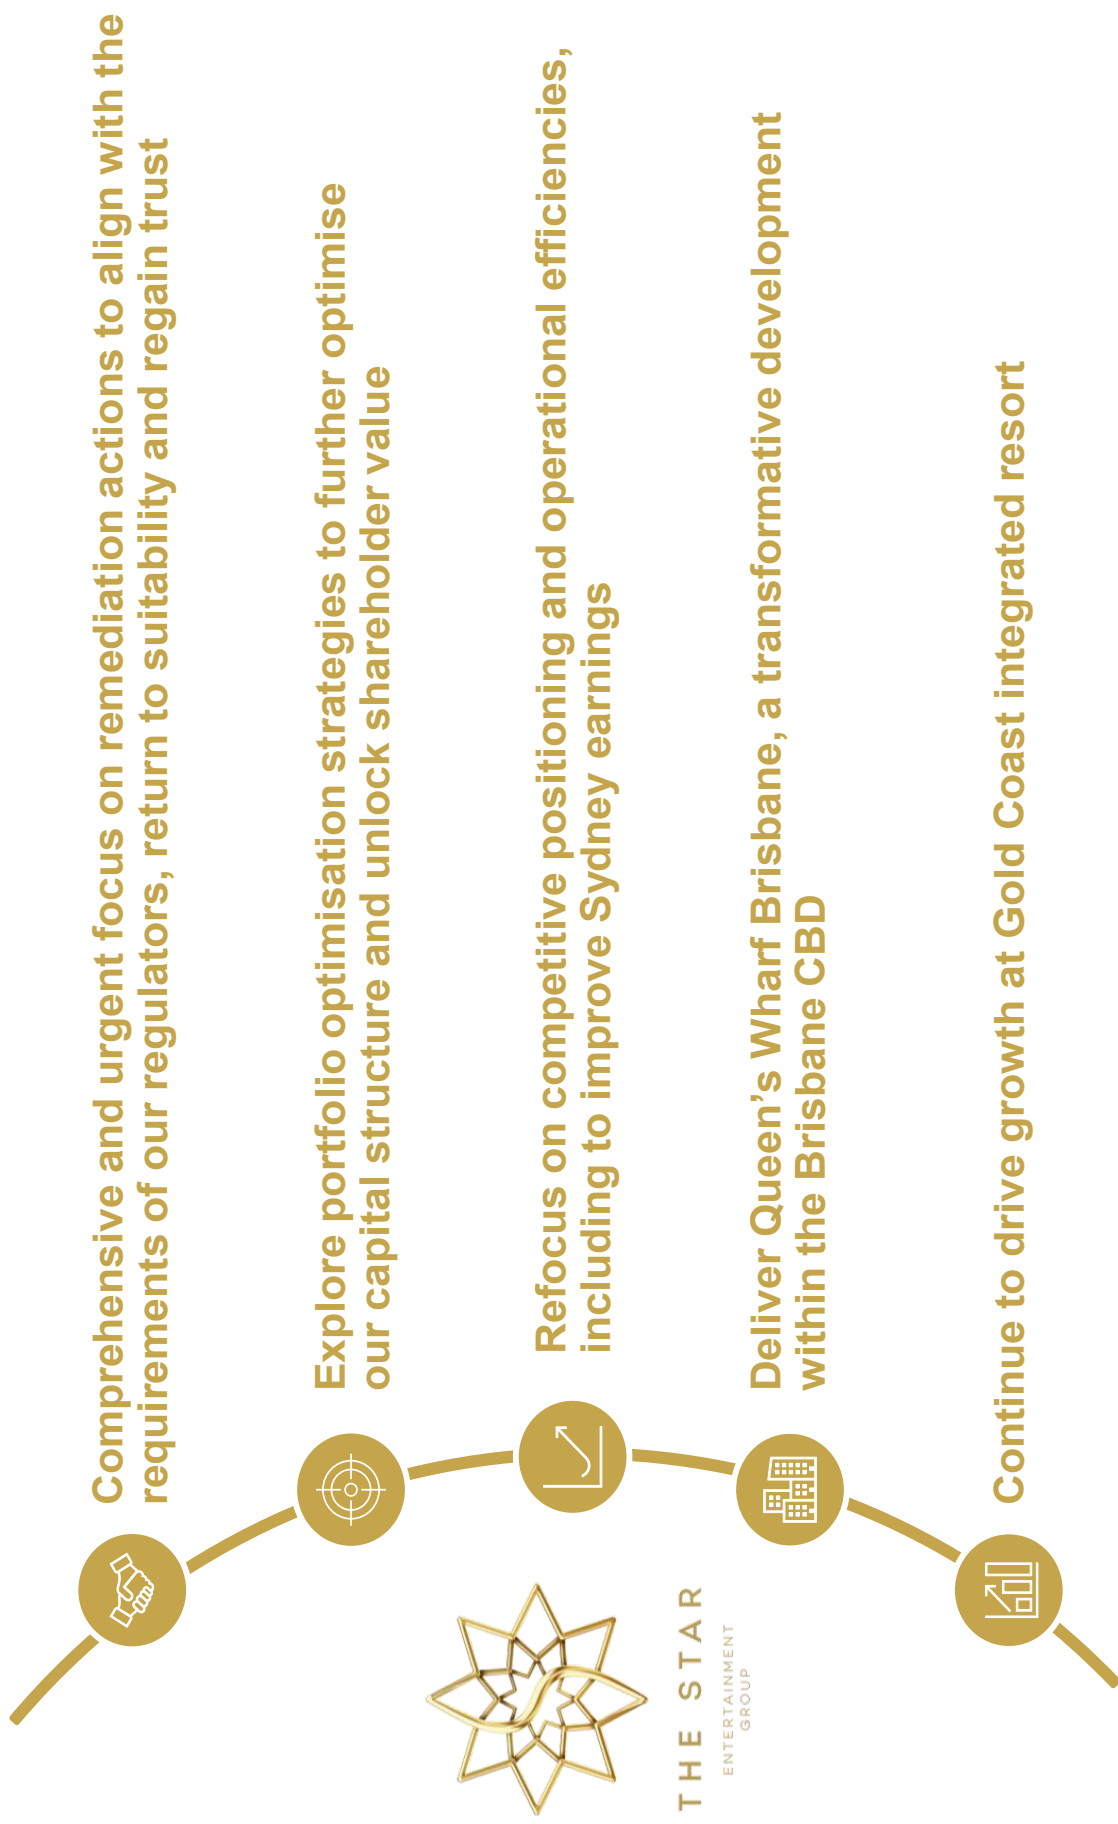 Comprehensive and urgent focus on remediation actions to align with the
requirements of our regulators, return to suitability and regain trust
Explore portfolio optimisation strategies to further optimise
our capital structure and unlock shareholder value
Refocus on competitive positioning and operational efficiencies,
including to improve Sydney earnings
Deliver Queen’s Wharf Brisbane, a transformative development
within the Brisbane CBD
Continue to drive growth at Gold Coast integrated resort
THE STAR
ENTERTAINMENT
GROUP